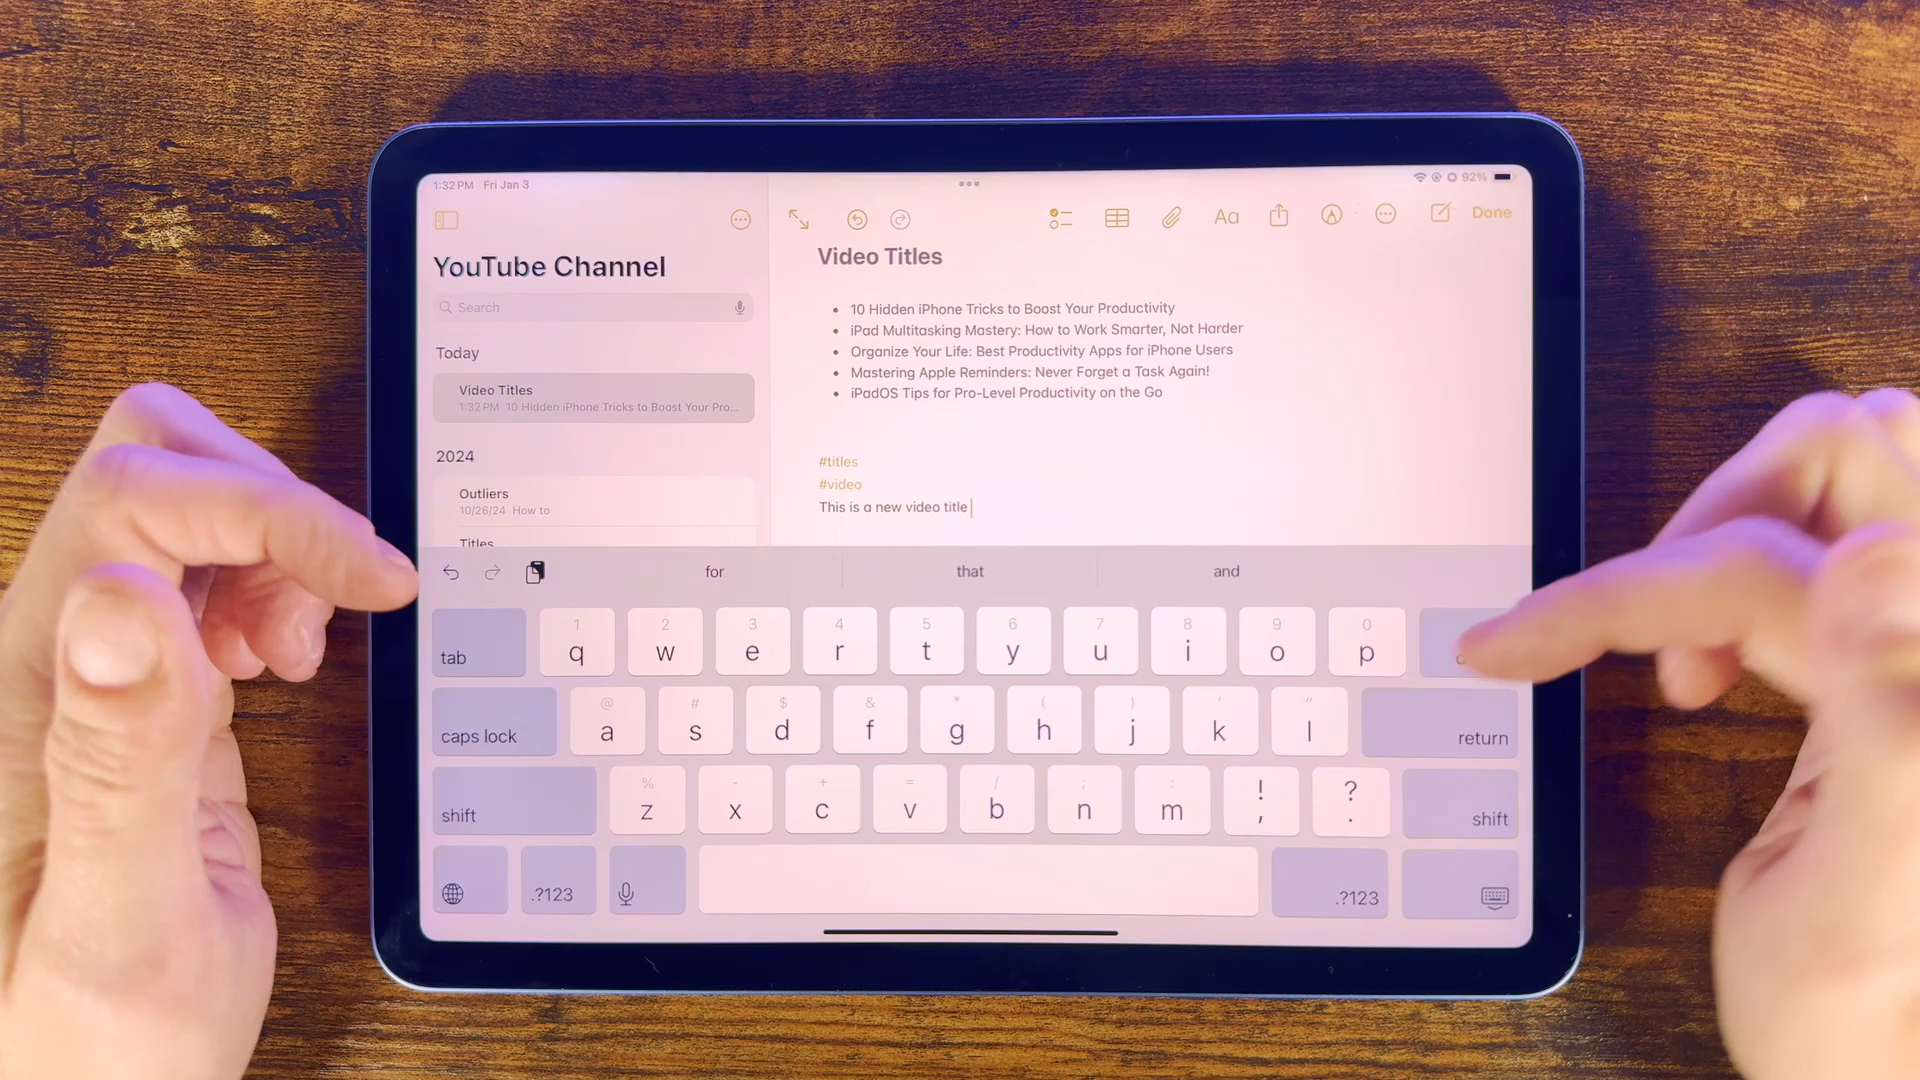 1:32 PM Fri Jan 3
92%
YouTube Channel
Search
Today
Video Titles
1:32 PM 10 Hidden iPhone Tricks to Boost Your Pro...
2024
Outliers
10/26/24 How to
Titles
Aa
Done
Video Titles
• 10 Hidden iPhone Tricks to Boost Your Productivity
• iPad Multitasking Mastery: How to Work Smarter, Not Harder
• Organize Your Life: Best Productivity Apps for iPhone Users
• Mastering Apple Reminders: Never Forget a Task Again!
• iPadOS Tips for Pro-Level Productivity on the Go
#titles
#video
This is a new video title
for that and
1 2 3 4 5 6 7 8 9 0
tab q w e r t y u i o p
@ # $ & * ( ) ' "
caps lock a s d f g h j k l return
% - + = / ; : ! ?
shift z x c v b n m , . shift
.?123 .?123